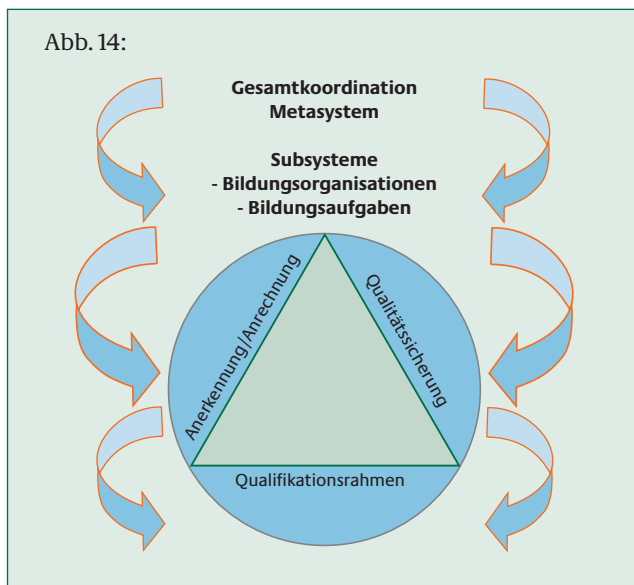 Abb. 14:
Gesamtkoordination
Metasystem
Subsysteme
- Bildungsorganisationen
- Bildungsaufgaben
Anerkennung/Anrechnung
Qualitätssicherung
Qualifikationsrahmen